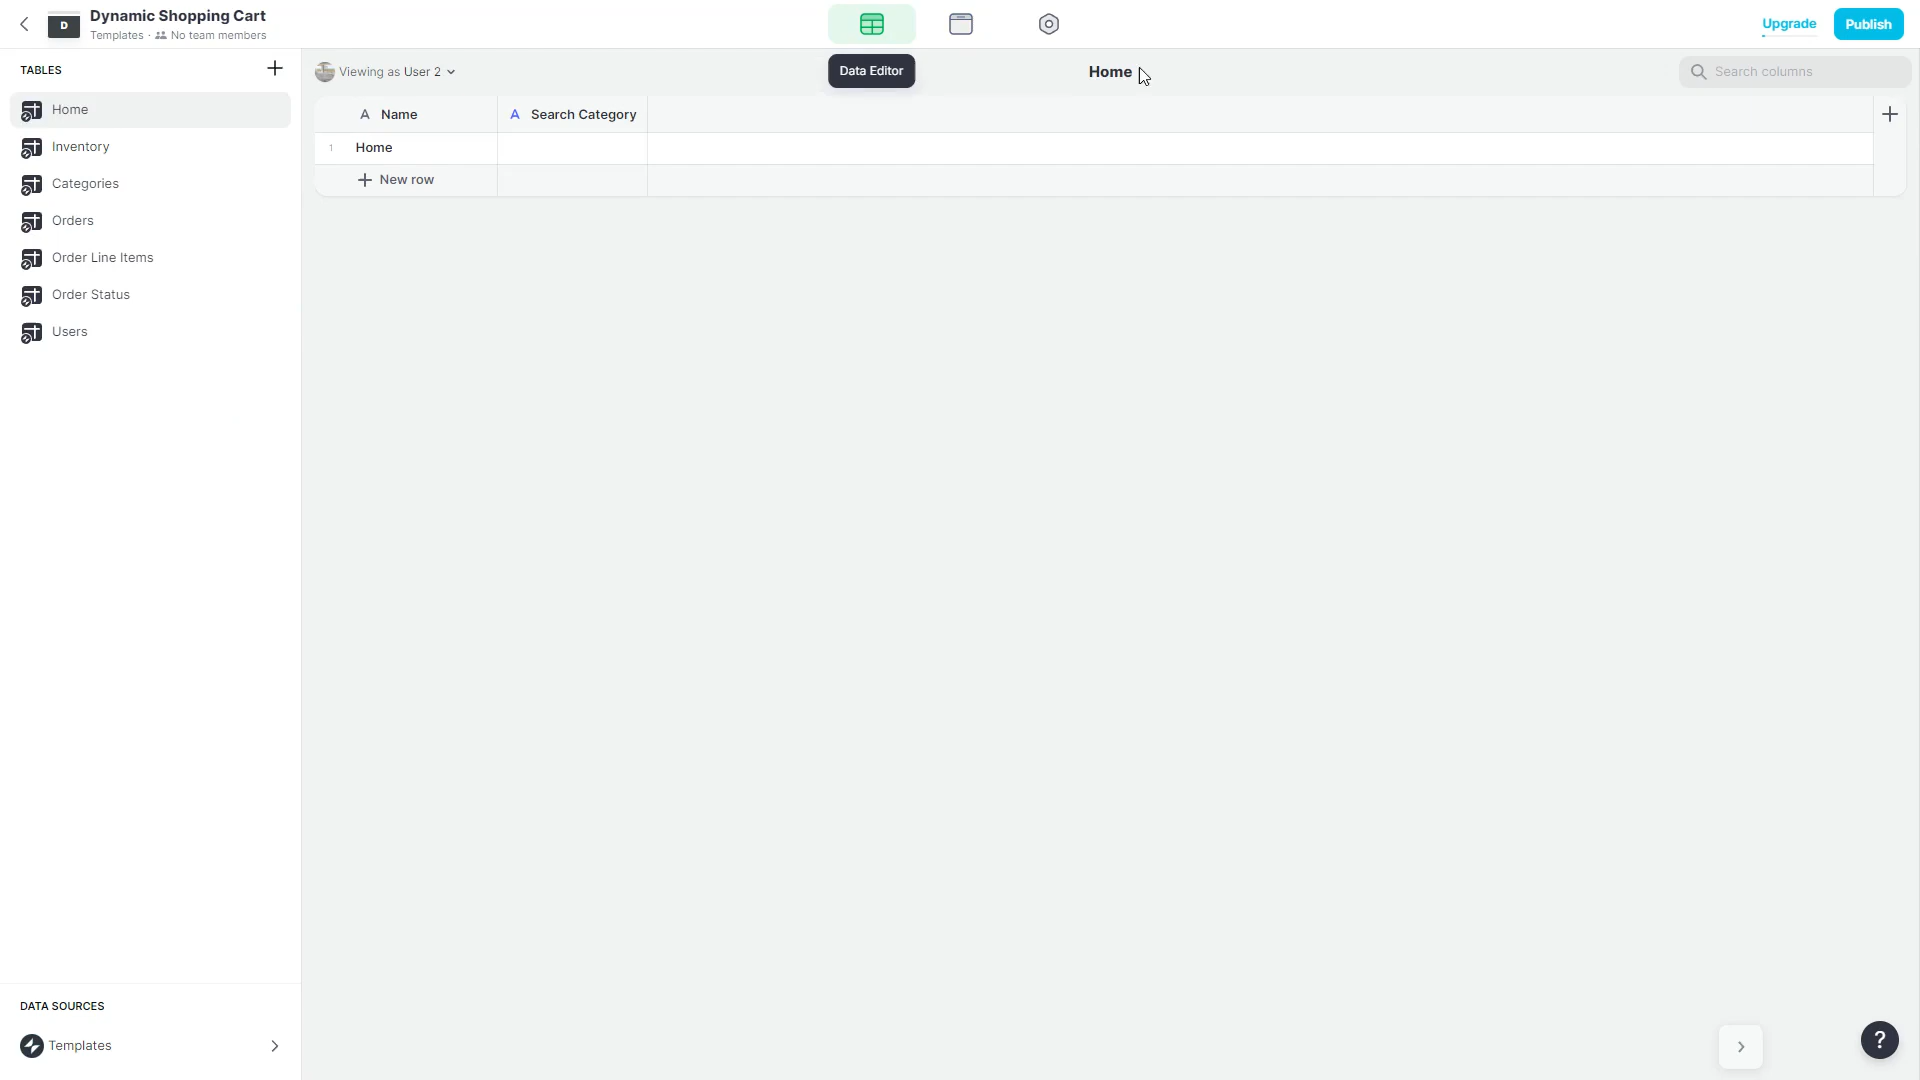 D
Dynamic Shopping Cart
Templates · No team members
Upgrade
Publish
TABLES
Home
Inventory
Categories
Orders
Order Line Items
Order Status
Users
DATA SOURCES
Templates
Viewing as User 2
Data Editor
Home
Search columns
A Name
A Search Category
1 Home
New row
?